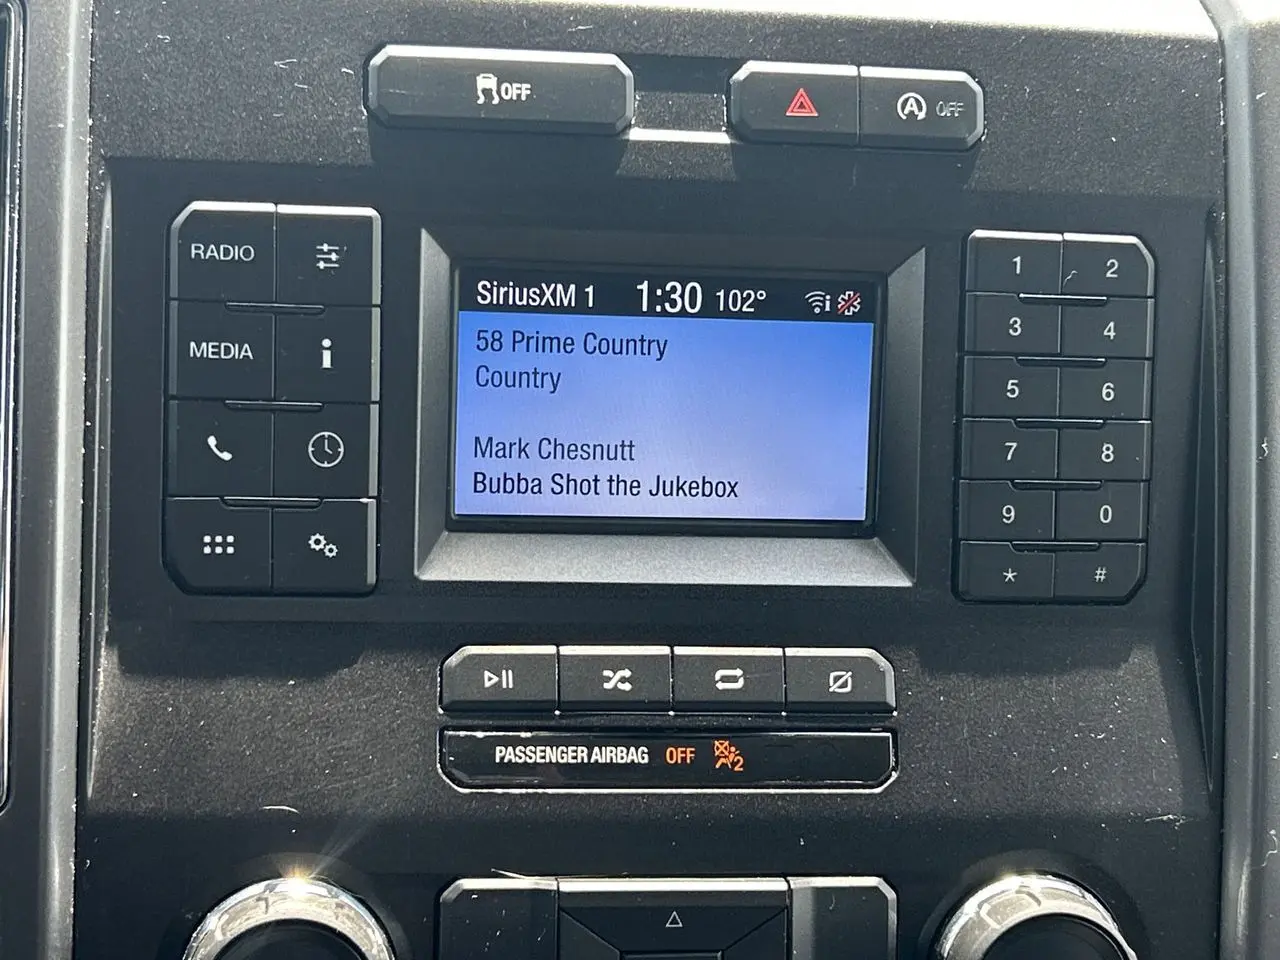 OFF
A OFF
RADIO
MEDIA
i
SiriusXM 1 1:30 102°
58 Prime Country
Country
Mark Chesnutt
Bubba Shot the Jukebox
1 2
3 4
5 6
7 8
9 0
* #
PASSENGER AIRBAG OFF 2